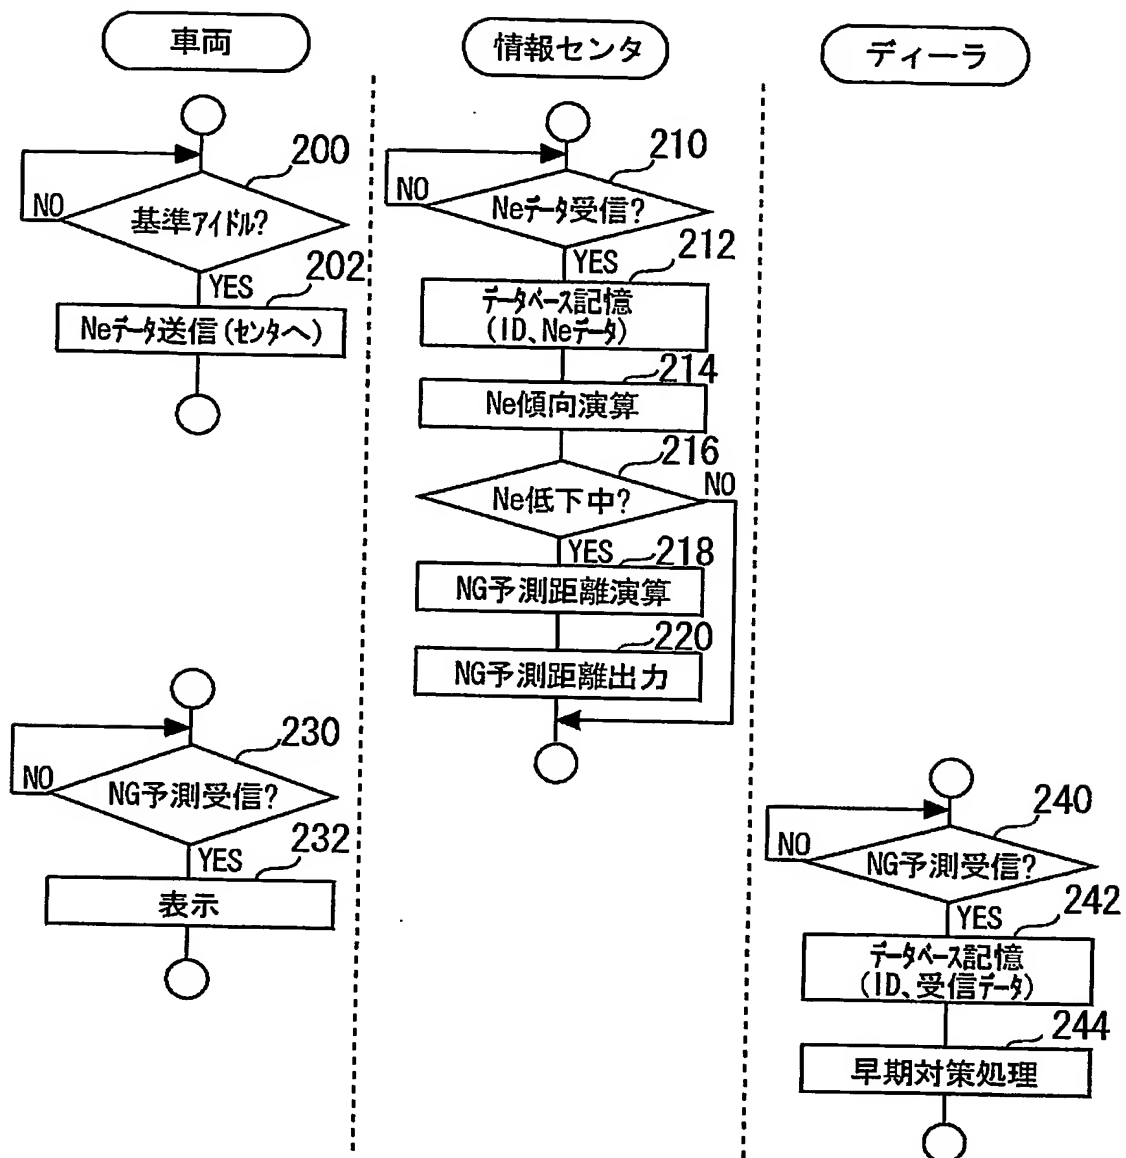 車両
200
NO
基準アイドル?
YES
202
Neデータ送信(センタへ)
230
NO
NG予測受信?
YES
232
表示
情報センタ
210
NO
Neデータ受信?
YES
212
データベース記憶
(ID、Neデータ)
214
Ne傾向演算
216
NO
Ne低下中?
YES
218
NG予測距離演算
220
NG予測距離出力
ディーラ
240
NO
NG予測受信?
YES
242
データベース記憶
(ID、受信データ)
244
早期対策処理